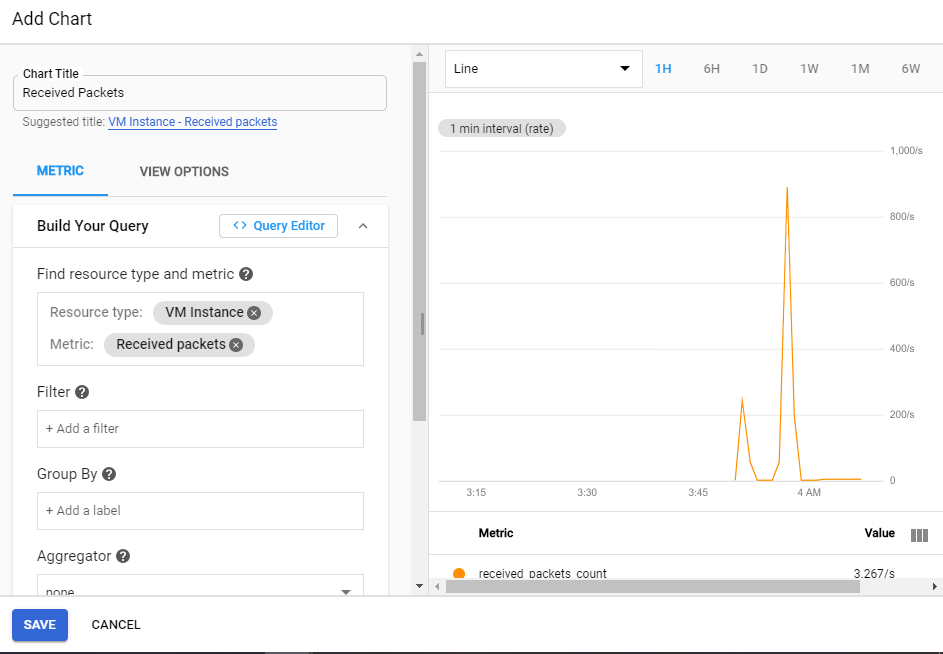 Add Chart
Chart Title
Received Packets
Suggested title: VM Instance - Received packets
METRIC
VIEW OPTIONS
Build Your Query
<> Query Editor
Find resource type and metric ?
Resource type: VM Instance
Metric: Received packets
Filter ?
+ Add a filter
Group By ?
+ Add a label
Aggregator ?
none
SAVE
CANCEL
Line
1H 6H 1D 1W 1M 6W
1 min interval (rate)
1,000/s
800/s
600/s
400/s
200/s
0
3:15 3:30 3:45 4 AM
Metric Value
received_packets_count 3.267/s